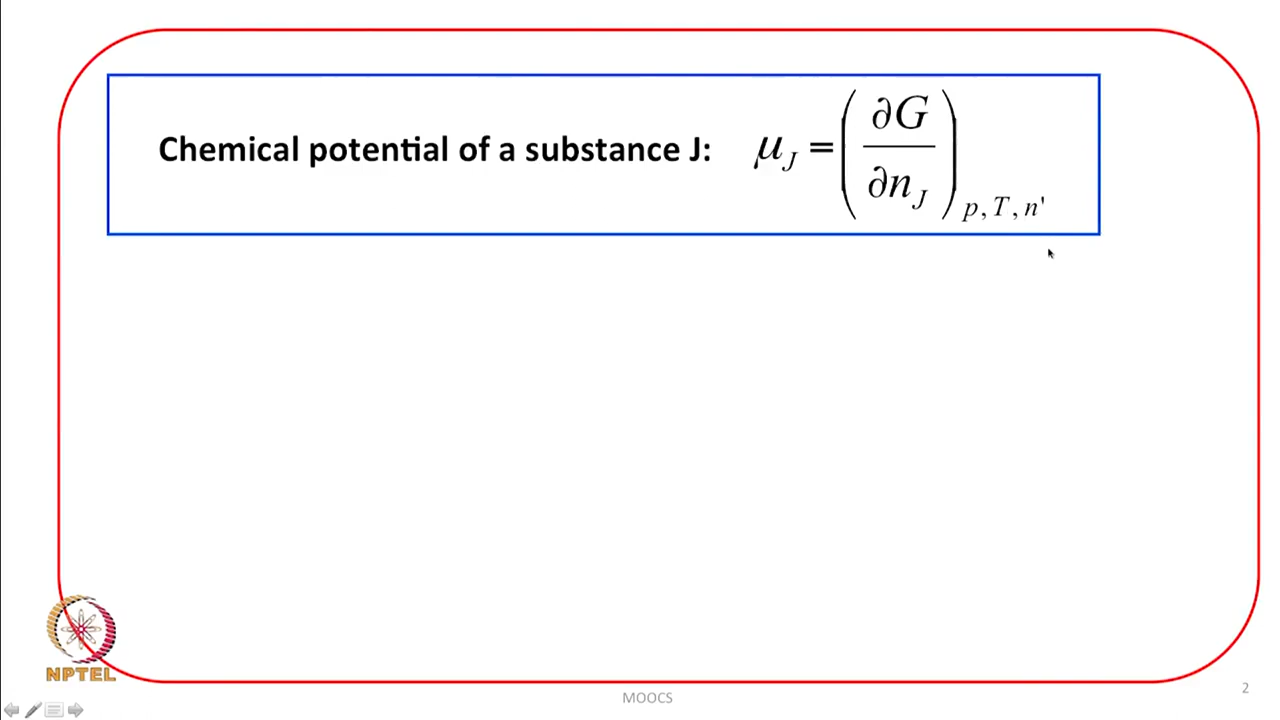 Chemical potential of a substance J: μ_J = (∂G/∂n_J)_{p, T, n'}
NPTEL
MOOCS
2